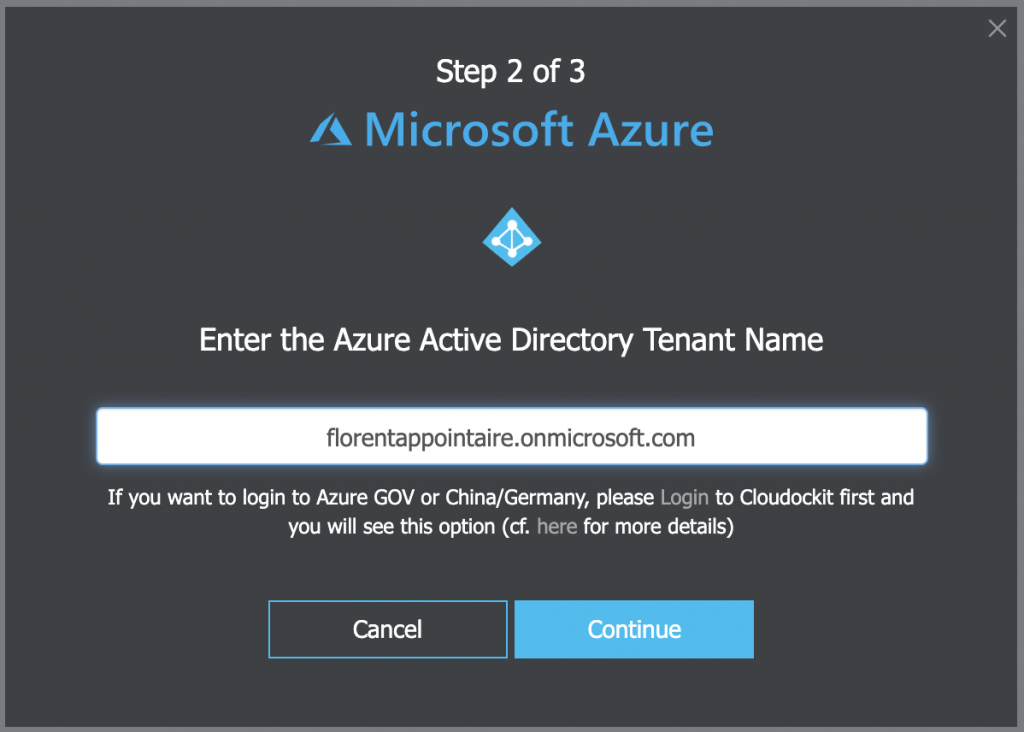 Step 2 of 3
Microsoft Azure
Enter the Azure Active Directory Tenant Name
florentappointaire.onmicrosoft.com
If you want to login to Azure GOV or China/Germany, please Login to Cloudockit first and
you will see this option (cf. here for more details)
Cancel
Continue